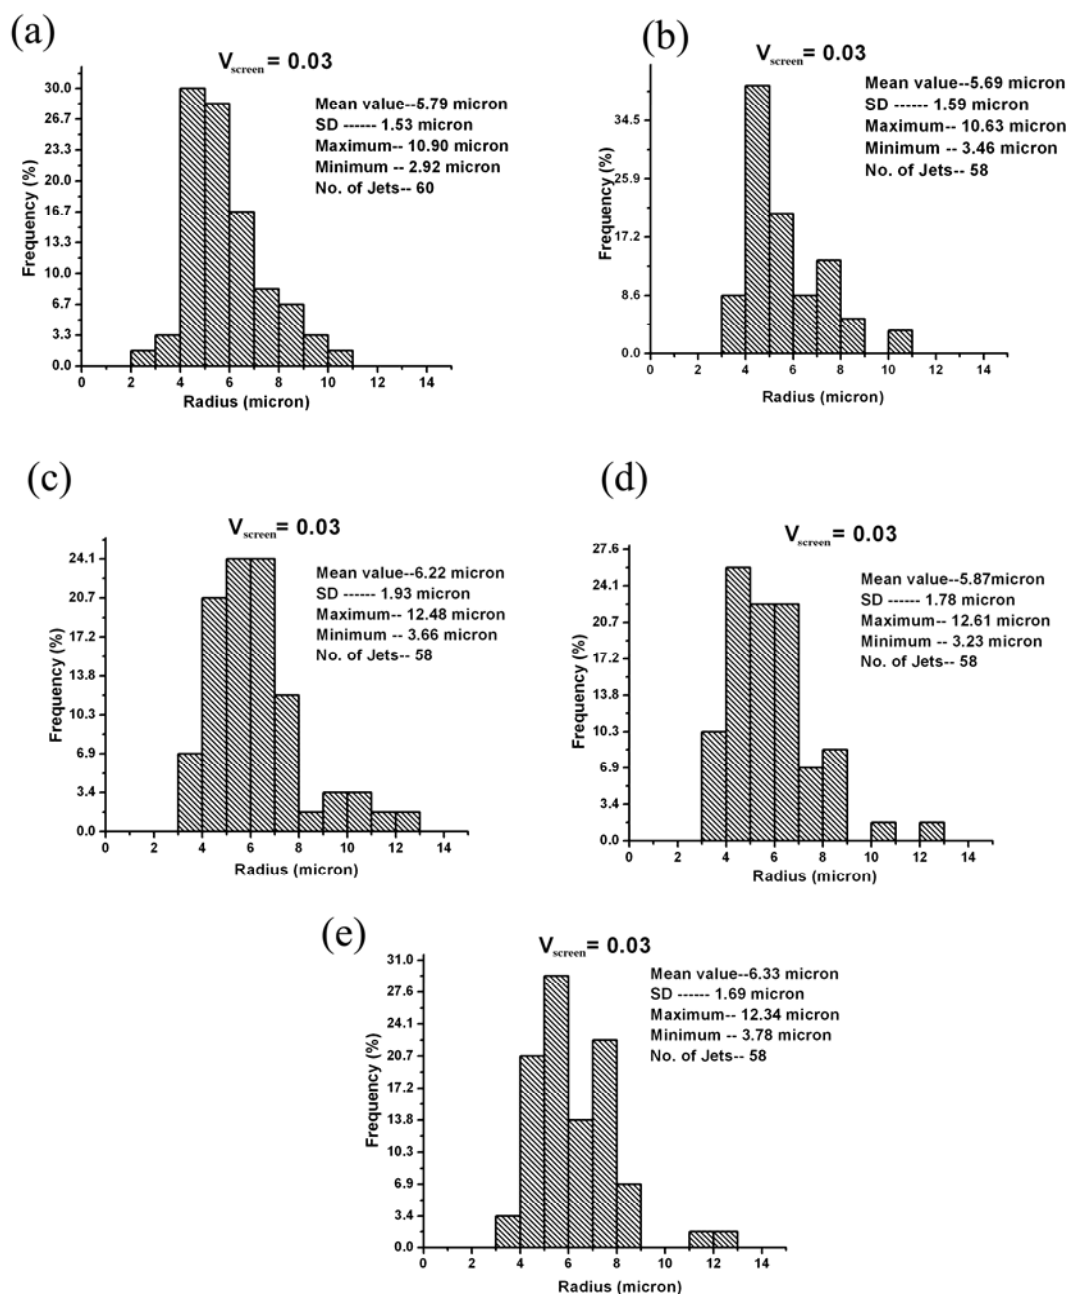 (a)
V screen = 0.03
Mean value--5.79 micron
SD ------ 1.53 micron
Maximum-- 10.90 micron
Minimum -- 2.92 micron
No. of Jets-- 60
Frequency (%)
30.0
26.7
23.3
20.0
16.7
13.3
10.0
6.7
3.3
0.0
0 2 4 6 8 10 12 14
Radius (micron)
(b)
V screen = 0.03
Mean value--5.69 micron
SD ------ 1.59 micron
Maximum-- 10.63 micron
Minimum -- 3.46 micron
No. of Jets-- 58
Frequency (%)
34.5
25.9
17.2
8.6
0.0
0 2 4 6 8 10 12 14
Radius (micron)
(c)
V screen = 0.03
Mean value--6.22 micron
SD ------ 1.93 micron
Maximum-- 12.48 micron
Minimum -- 3.66 micron
No. of Jets-- 58
Frequency (%)
24.1
20.7
17.2
13.8
10.3
6.9
3.4
0.0
0 2 4 6 8 10 12 14
Radius (micron)
(d)
V screen = 0.03
Mean value--5.87micron
SD ------ 1.78 micron
Maximum-- 12.61 micron
Minimum -- 3.23 micron
No. of Jets-- 58
Frequency (%)
27.6
24.1
20.7
17.2
13.8
10.3
6.9
3.4
0.0
0 2 4 6 8 10 12 14
Radius (micron)
(e)
V screen = 0.03
Mean value--6.33 micron
SD ------ 1.69 micron
Maximum-- 12.34 micron
Minimum -- 3.78 micron
No. of Jets-- 58
Frequency (%)
31.0
27.6
24.1
20.7
17.2
13.8
10.3
6.9
3.4
0.0
0 2 4 6 8 10 12 14
Radius (micron)